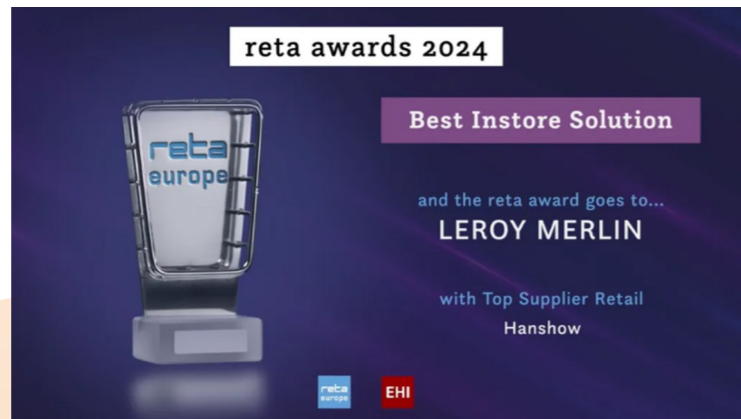 reta awards 2024
reta
europe
Best Instore Solution
and the reta award goes to...
LEROY MERLIN
with Top Supplier Retail
Hanshow
reta
europe
EHI